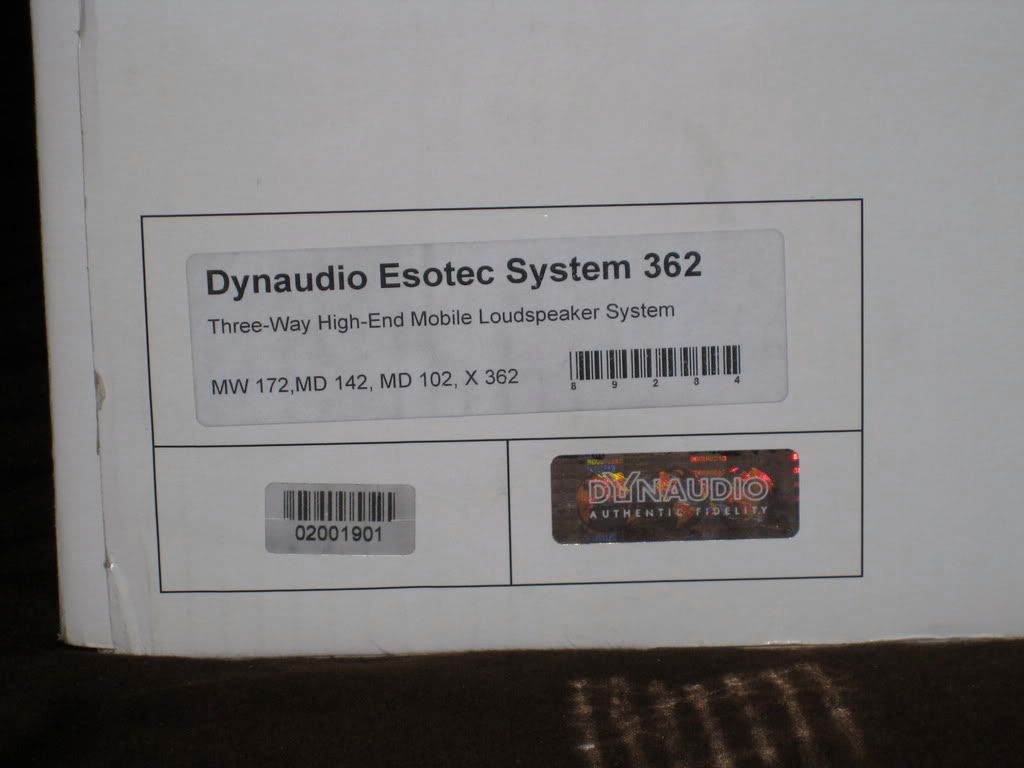 Dynaudio Esotec System 362
Three-Way High-End Mobile Loudspeaker System
MW 172,MD 142, MD 102, X 362
8 9 2 8 4
02001901
DYNAUDIO
AUTHENTIC FIDELITY